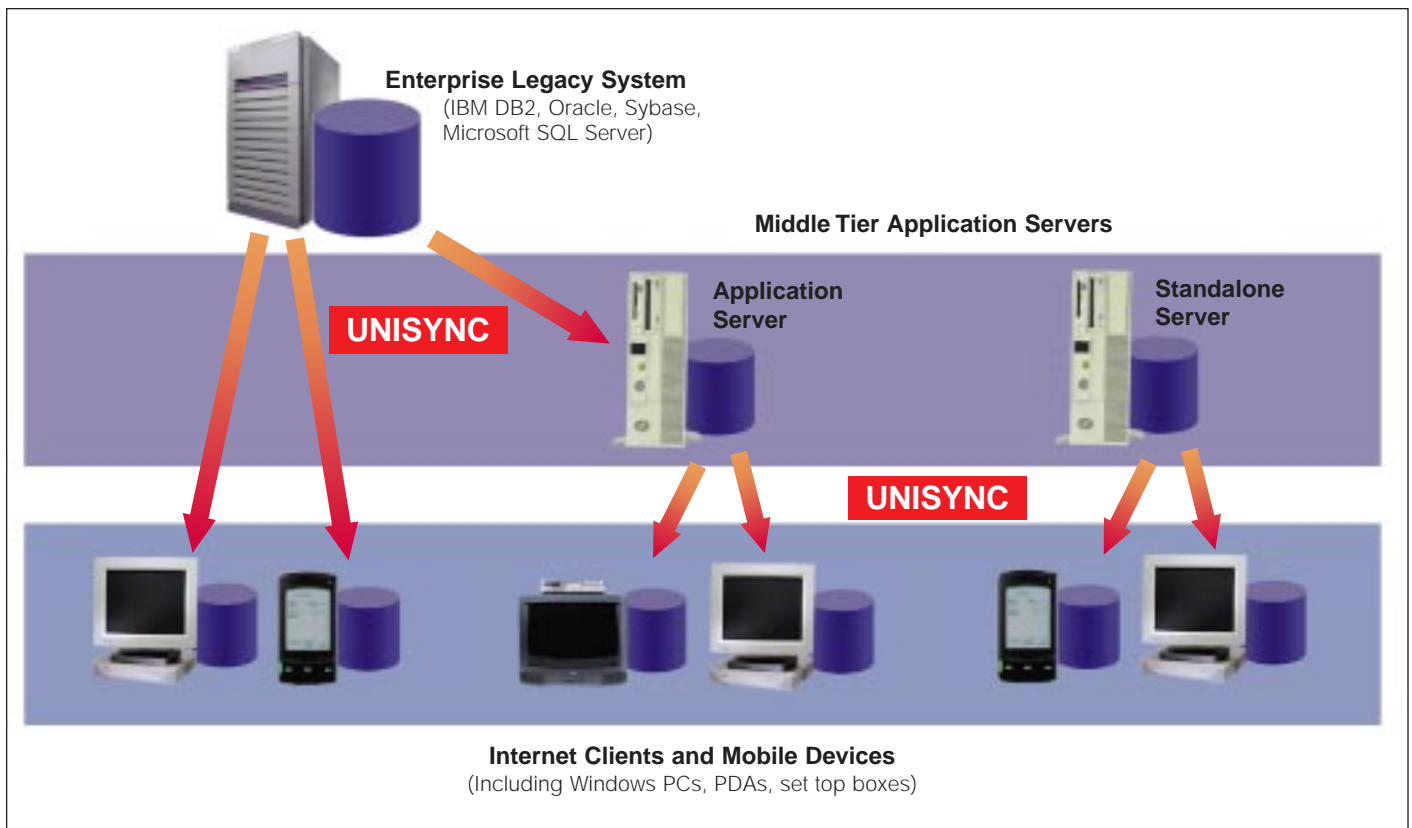 Enterprise Legacy System
(IBM DB2, Oracle, Sybase,
Microsoft SQL Server)
Middle Tier Application Servers
Application
Server
Standalone
Server
UNISYNC
UNISYNC
Internet Clients and Mobile Devices
(Including Windows PCs, PDAs, set top boxes)